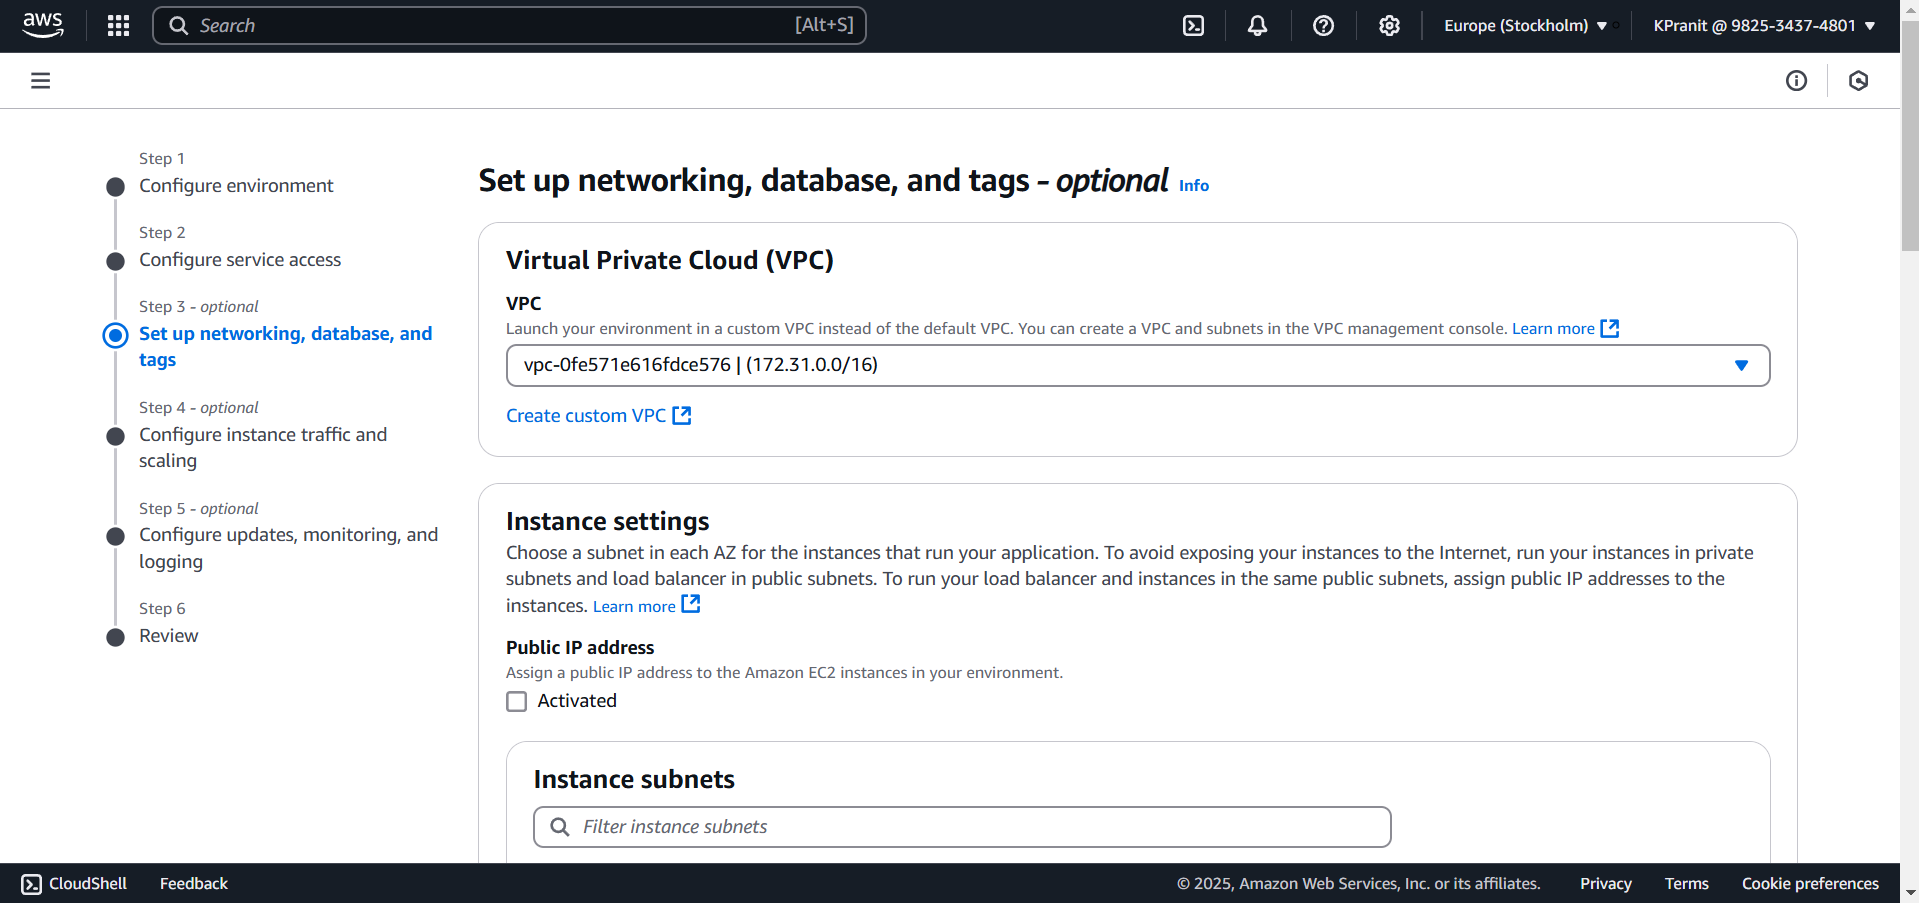 aws
Search
[Alt+S]
Europe (Stockholm)
KPranit @ 9825-3437-4801
Step 1
Configure environment
Step 2
Configure service access
Step 3 - optional
Set up networking, database, and
tags
Step 4 - optional
Configure instance traffic and
scaling
Step 5 - optional
Configure updates, monitoring, and
logging
Step 6
Review
Set up networking, database, and tags - optional Info
Virtual Private Cloud (VPC)
VPC
Launch your environment in a custom VPC instead of the default VPC. You can create a VPC and subnets in the VPC management console. Learn more
vpc-0fe571e616fdce576 | (172.31.0.0/16)
Create custom VPC
Instance settings
Choose a subnet in each AZ for the instances that run your application. To avoid exposing your instances to the Internet, run your instances in private
subnets and load balancer in public subnets. To run your load balancer and instances in the same public subnets, assign public IP addresses to the
instances. Learn more
Public IP address
Assign a public IP address to the Amazon EC2 instances in your environment.
Activated
Instance subnets
Filter instance subnets
CloudShell
Feedback
© 2025, Amazon Web Services, Inc. or its affiliates.
Privacy
Terms
Cookie preferences